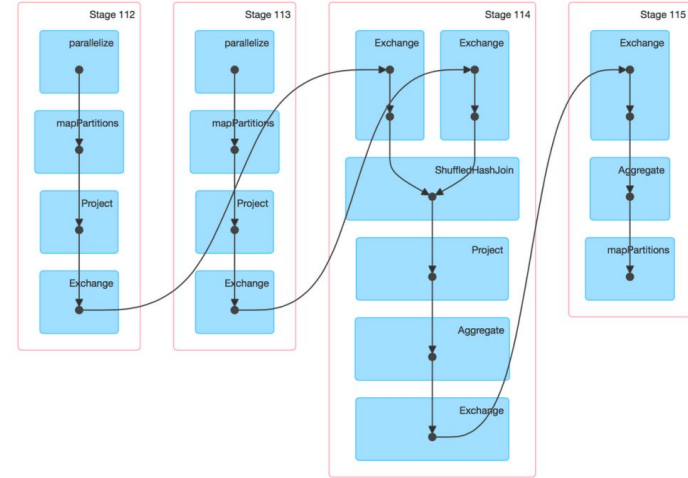 Stage 112
parallelize
mapPartitions
Project
Exchange
Stage 113
parallelize
mapPartitions
Project
Exchange
Stage 114
Exchange
Exchange
ShuffledHashJoin
Project
Aggregate
Exchange
Stage 115
Exchange
Aggregate
mapPartitions